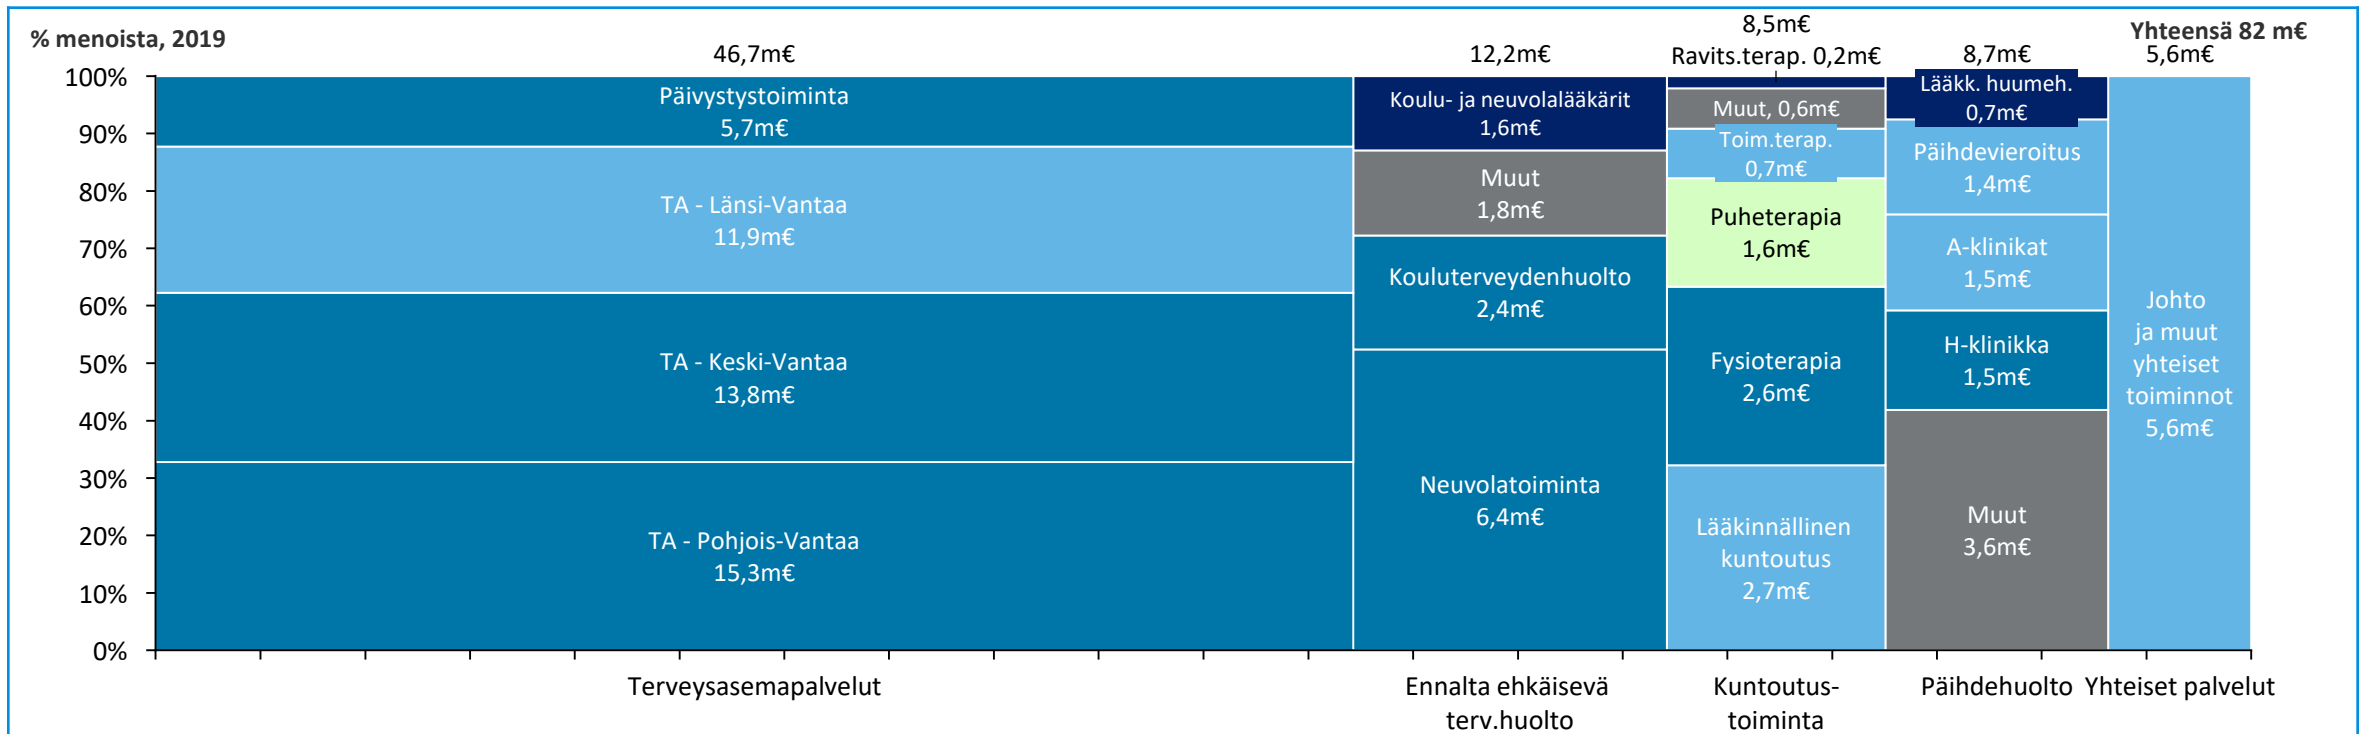 % menoista, 2019
Yhteensä 82 m€
46,7m€
12,2m€
8,5m€
Ravits.terap. 0,2m€
8,7m€
5,6m€
100%
90%
80%
70%
60%
50%
40%
30%
20%
10%
0%
Päivystystoiminta
5,7m€
TA - Länsi-Vantaa
11,9m€
TA - Keski-Vantaa
13,8m€
TA - Pohjois-Vantaa
15,3m€
Koulu- ja neuvolalääkärit
1,6m€
Muut
1,8m€
Kouluterveydenhuolto
2,4m€
Neuvolatoiminta
6,4m€
Muut, 0,6m€
Toim.terap.
0,7m€
Puheterapia
1,6m€
Fysioterapia
2,6m€
Lääkinnällinen
kuntoutus
2,7m€
Lääkk. huumeh.
0,7m€
Päihdevieroitus
1,4m€
A-klinikat
1,5m€
H-klinikka
1,5m€
Muut
3,6m€
Johto
ja muut
yhteiset
toiminnot
5,6m€
Terveysasemapalvelut
Ennalta ehkäisevä
terv.huolto
Kuntoutus-
toiminta
Päihdehuolto
Yhteiset palvelut